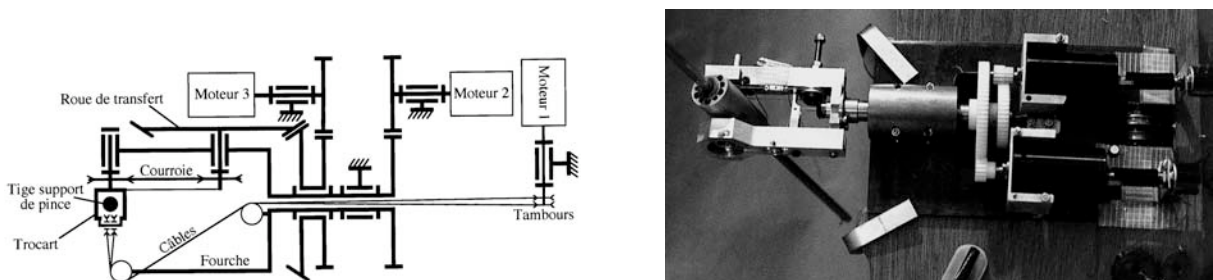 Moteur 3
Moteur 2
Moteur 1
Roue de transfert
Courroie
Tige support
de pince
Trocart
Câbles
Fourche
Tambours